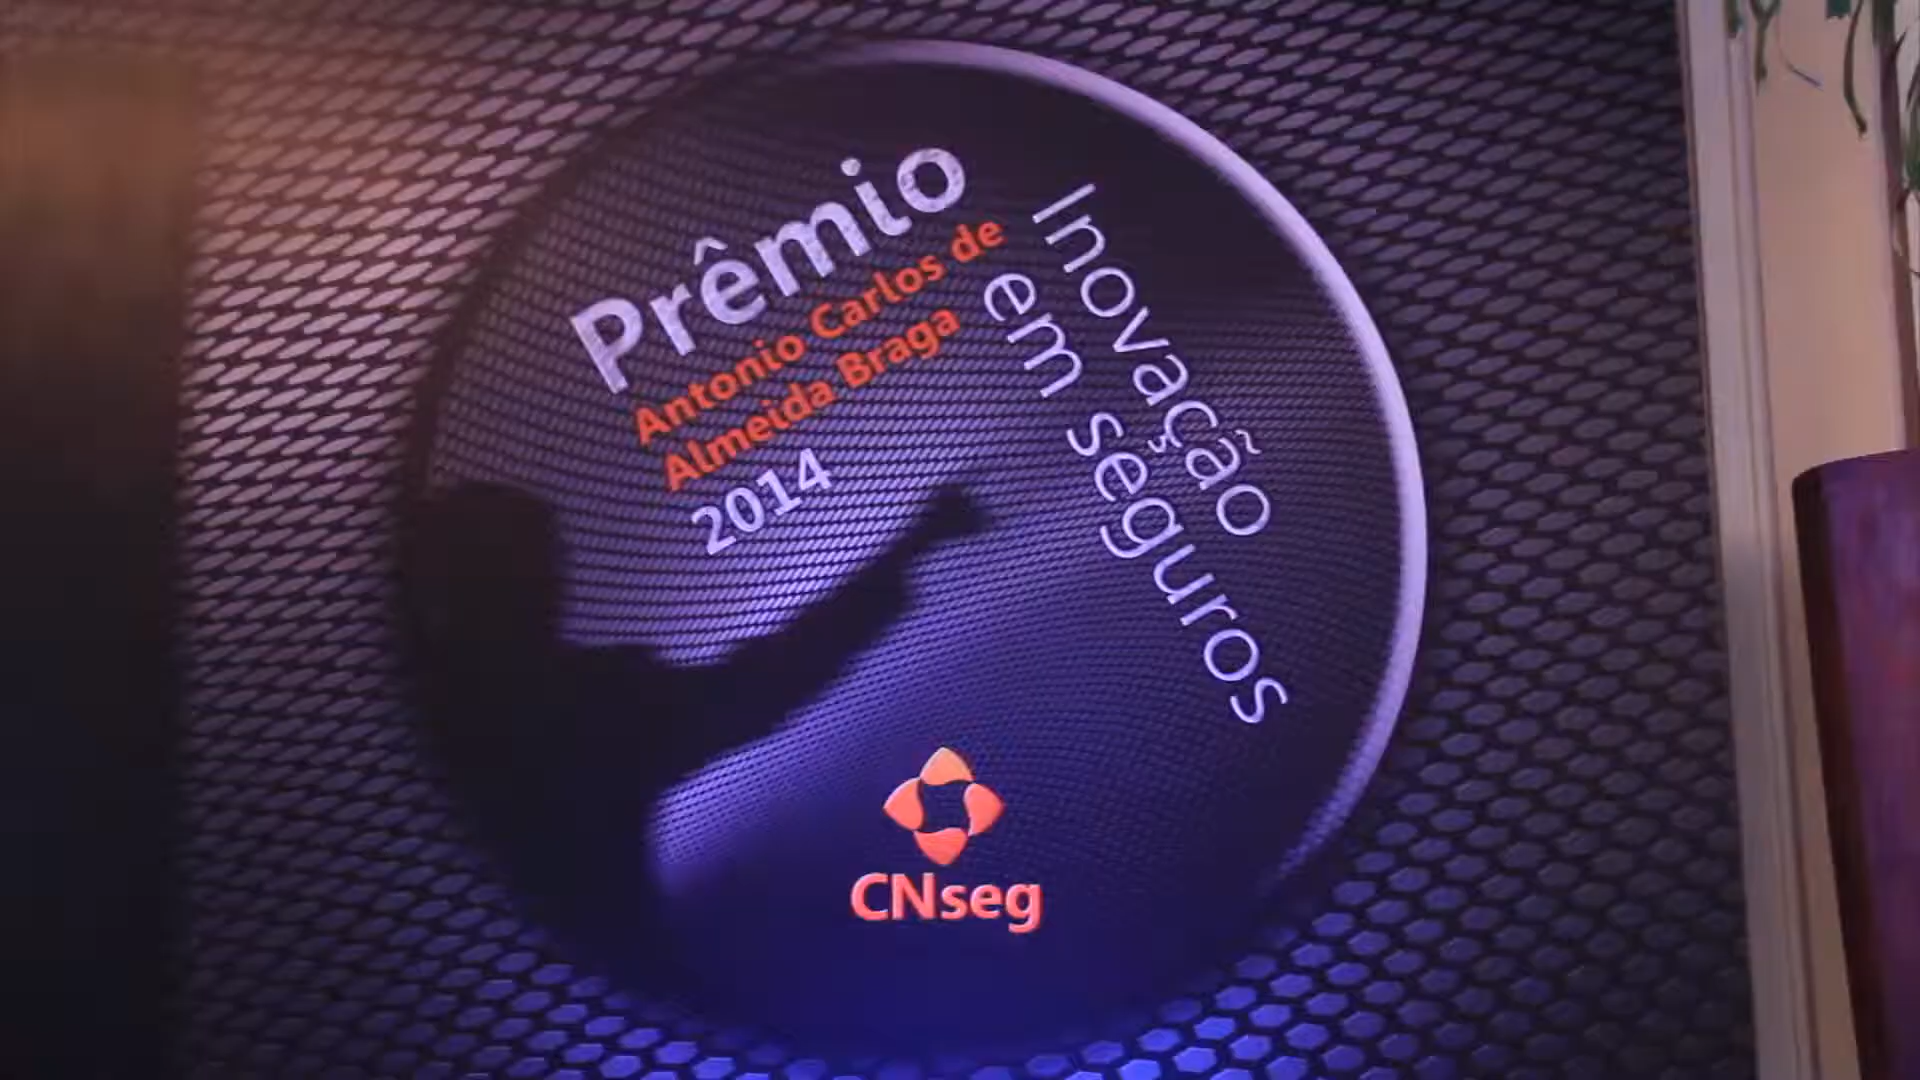 Prêmio
Antonio Carlos de
Almeida Braga
2014
Inovação
em seguros
CNseg